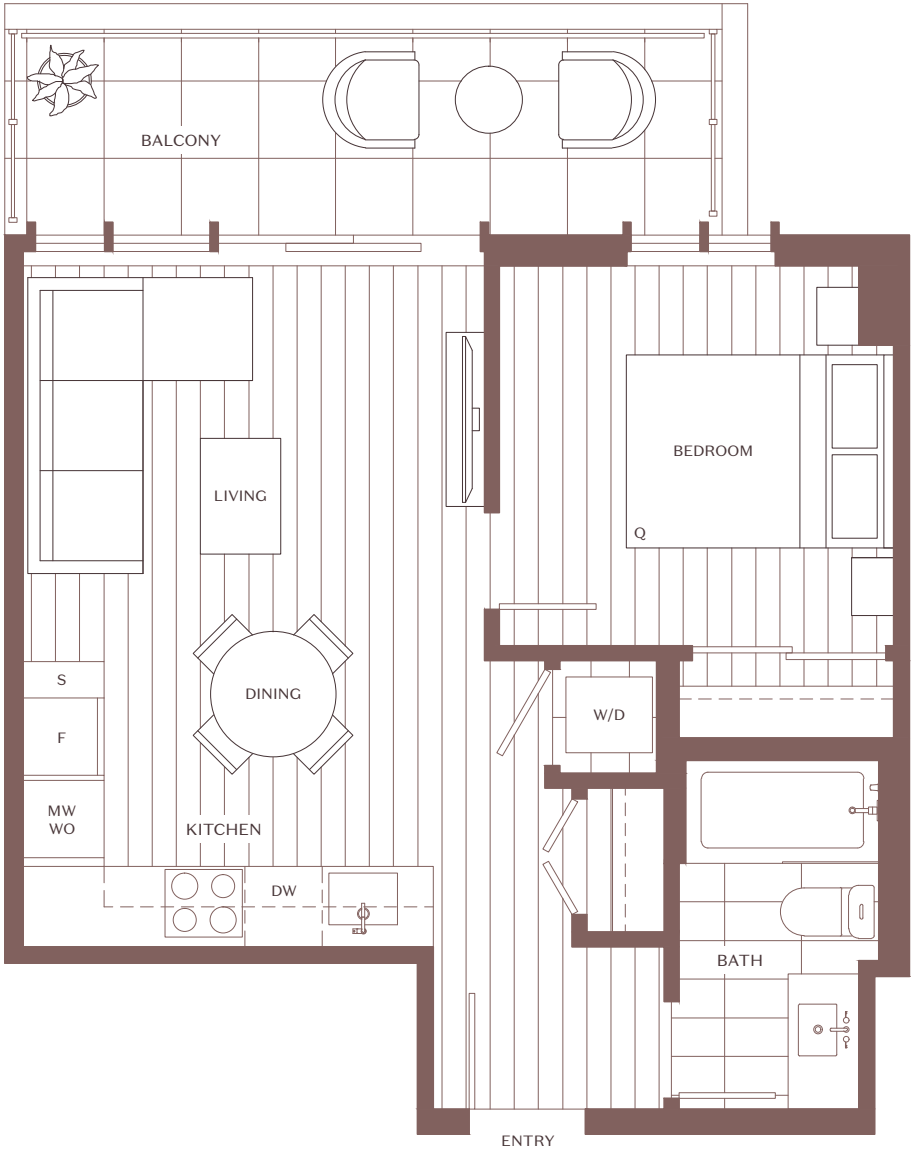 BALCONY
BEDROOM
LIVING
Q
S
DINING
W/D
F
MW
WO
KITCHEN
DW
BATH
ENTRY